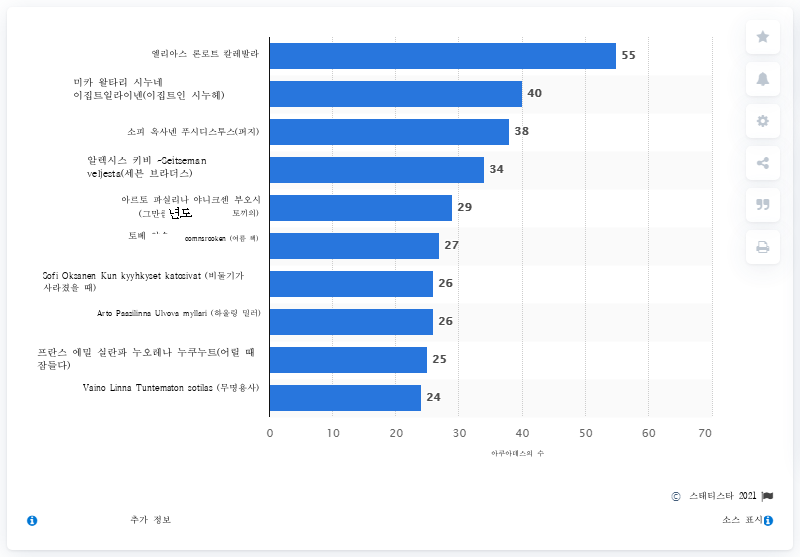 엘리아스 론로트 칼레발라
55
미카 왈타리 시누네
이집트일라이넨(이집트인 시누헤)
40
소피 옥사넨 푸시디스투스(퍼지)
38
알렉시스 키비 -Seitseman
veljesta(세븐 브라더스)
34
아르토 파실리나 야니크센 부오시
(그만 년도 토끼의)
29
토베 (여름 책)
27
Sofi Oksanen Kun kyyhkyset katosivat (비둘기가
사라졌을 때)
26
Arto Paasilinna Ulvova myllari (하울링 밀러)
26
프란스 에밀 실란파 누오레나 누쿠누트(어릴 때
잠들다)
25
Vaino Linna Tuntematon sotilas (무명용사)
24
0 10 20 30 40 50 60 70
의 수
© 스태티스타 2021
추가 정보
소스 표시